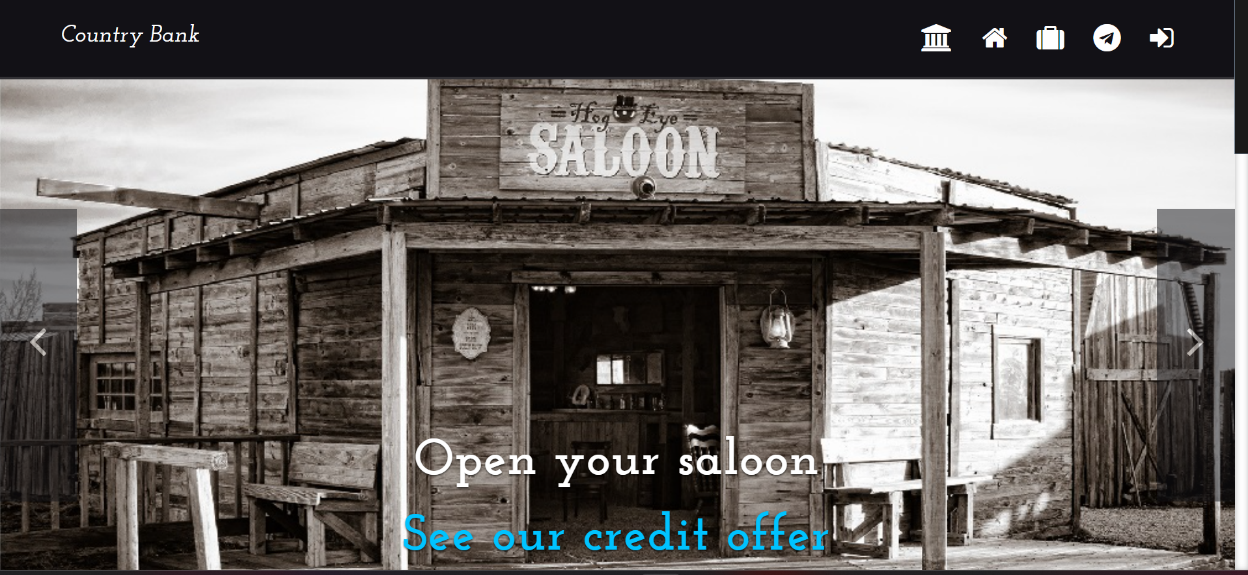 Country Bank
Hog Eye
SALOON
Open your saloon
See our credit offer